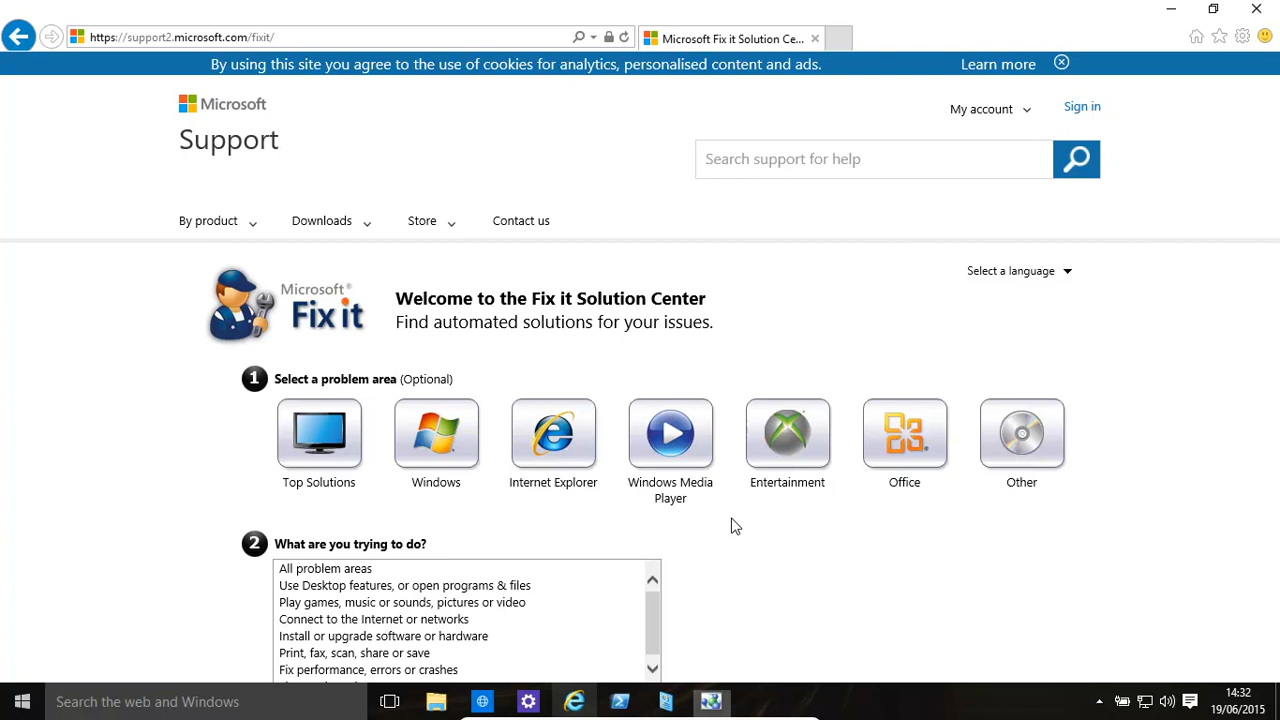 https://support2.microsoft.com/fixit/
Microsoft Fix it Solution Ce...
By using this site you agree to the use of cookies for analytics, personalised content and ads.
Learn more
Microsoft
My account
Sign in
Support
Search support for help
By product
Downloads
Store
Contact us
Select a language
Microsoft®
Fix it
Welcome to the Fix it Solution Center
Find automated solutions for your issues.
1 Select a problem area (Optional)
Top Solutions
Windows
Internet Explorer
Windows Media
Player
Entertainment
Office
Other
2 What are you trying to do?
All problem areas
Use Desktop features, or open programs & files
Play games, music or sounds, pictures or video
Connect to the Internet or networks
Install or upgrade software or hardware
Print, fax, scan, share or save
Fix performance, errors or crashes
Search the web and Windows
14:32
19/06/2015